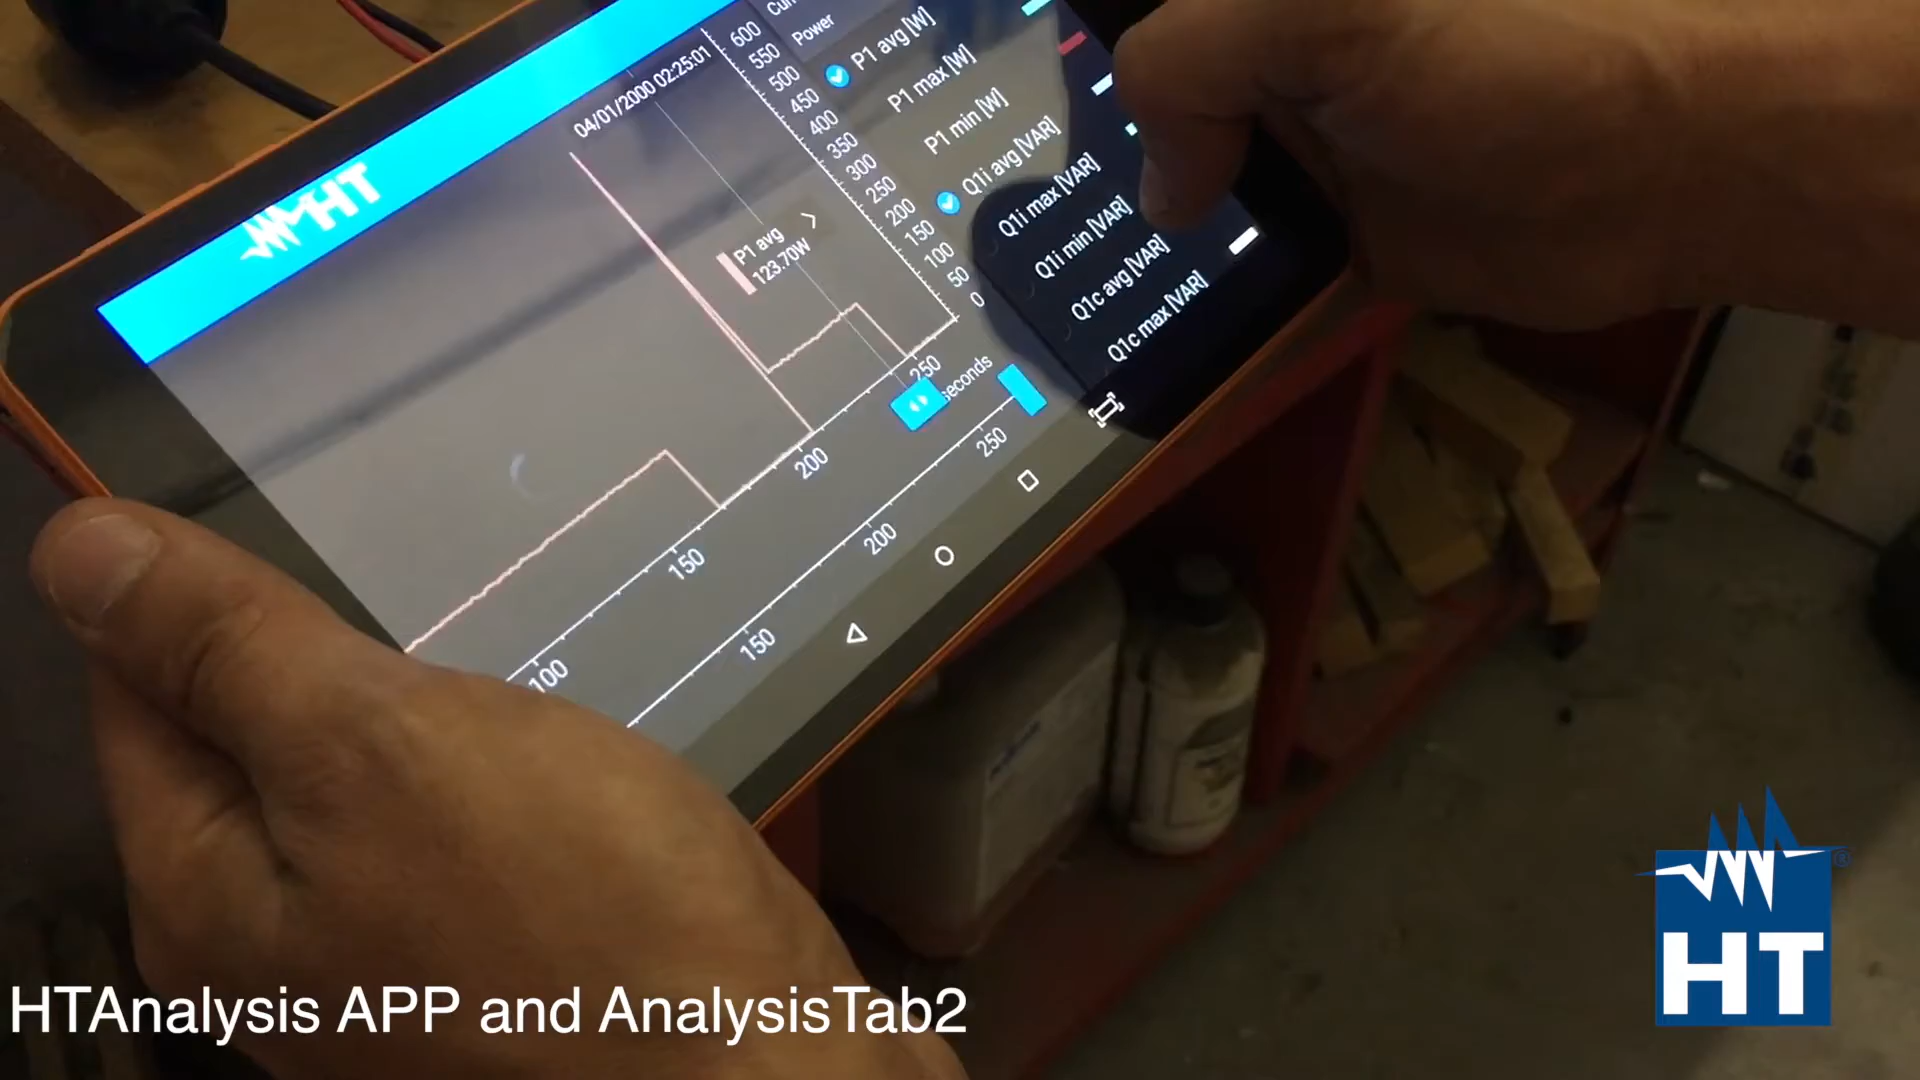 HT
04/01/2000 02:25:01
P1 avg
123.70W
600
550
500
450
400
350
300
250
200
150
100
50
0
Power
P1 avg [W]
P1 max [W]
P1 min [W]
Q1i avg [VAR]
Q1i max [VAR]
Q1i min [VAR]
Q1c avg [VAR]
Q1c max [VAR]
100
150
200
250
seconds
150
200
250
HTAnalysis APP and AnalysisTab2
HT
®